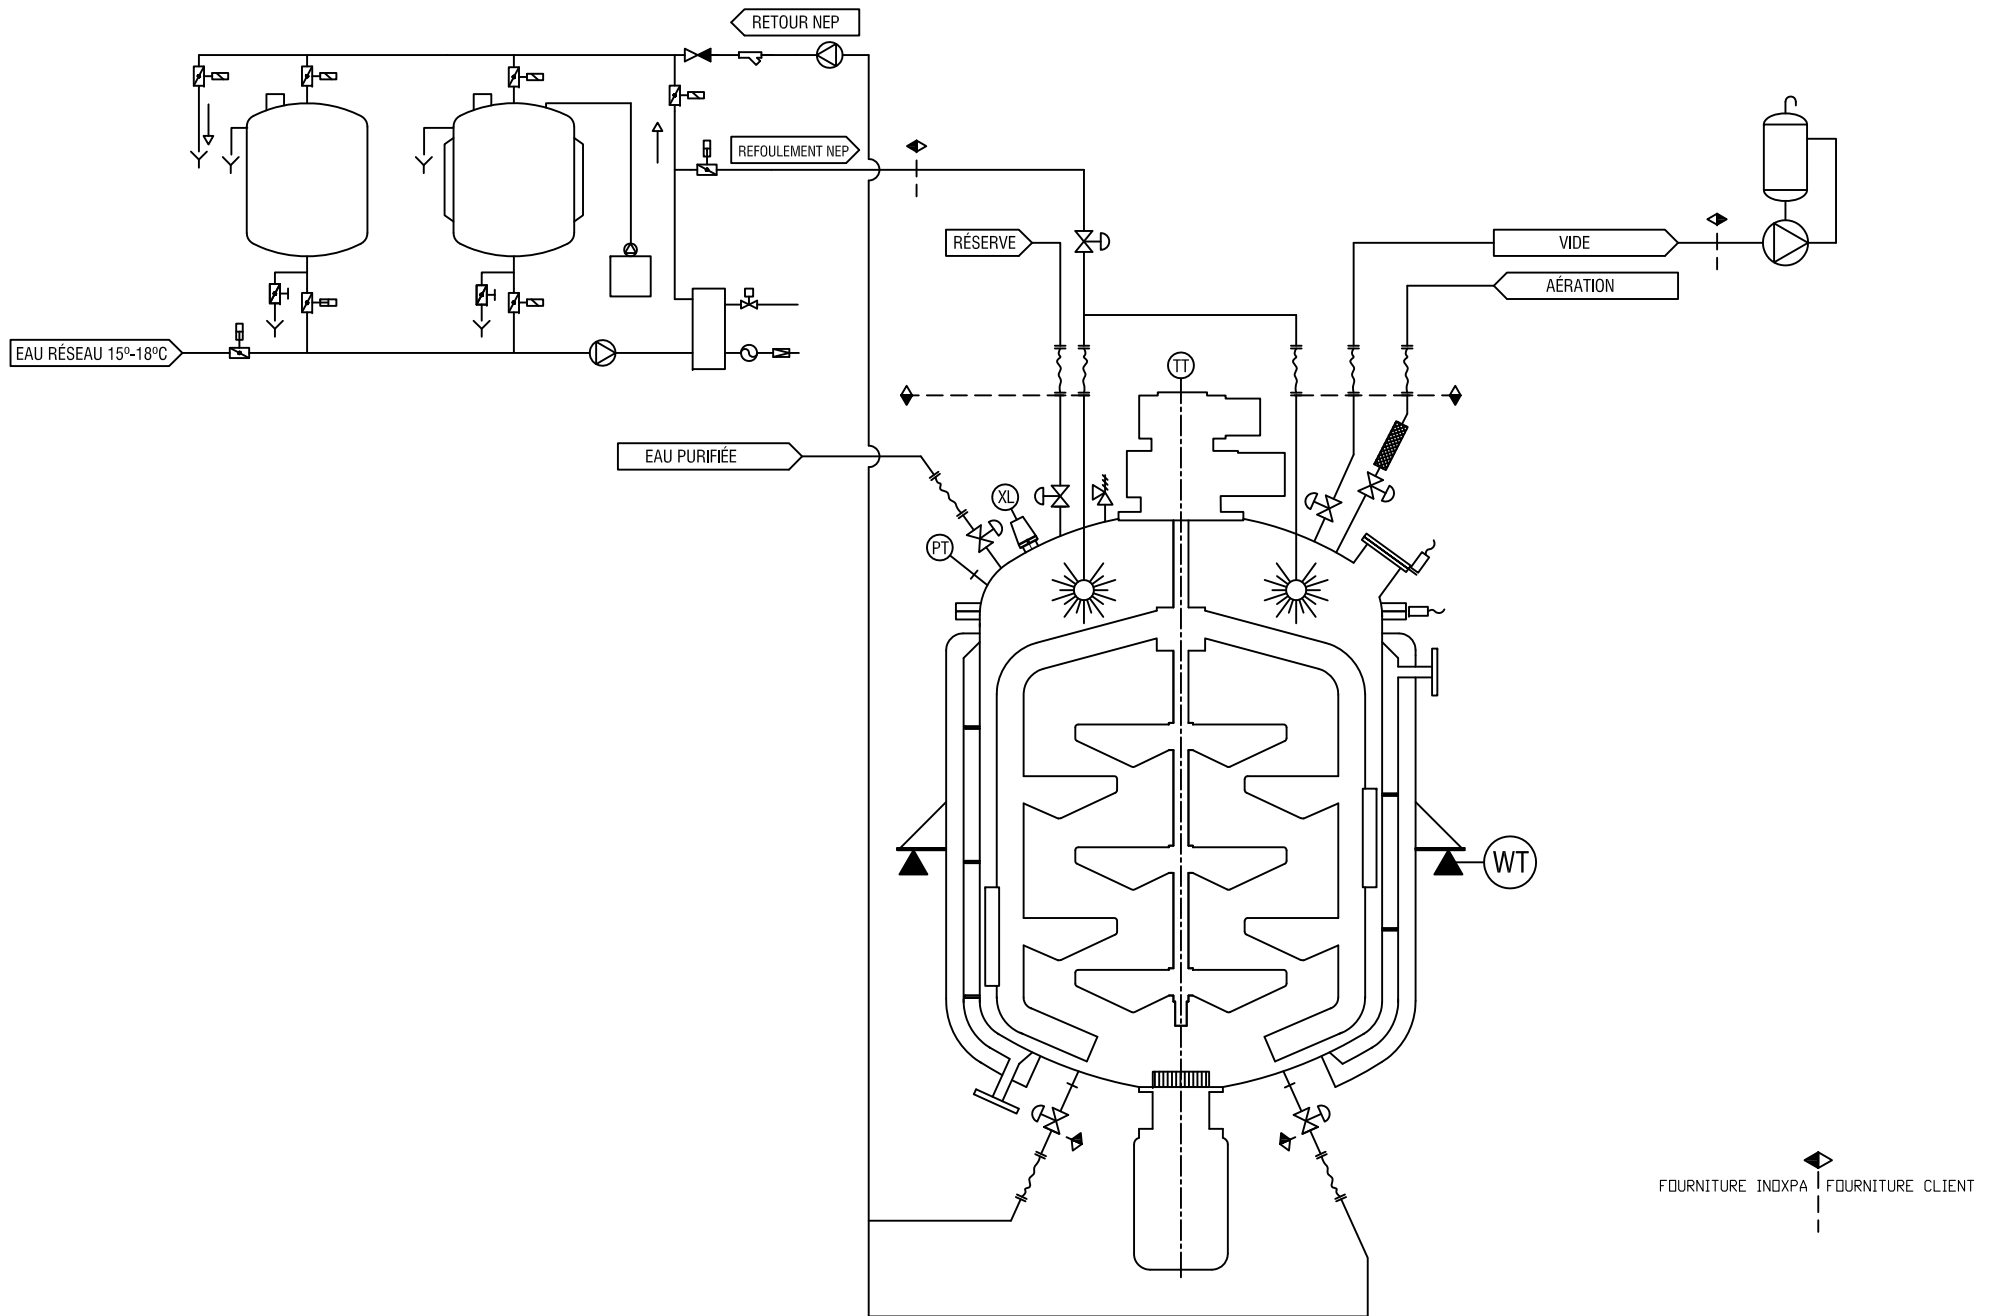 RETOUR NEP
REFOULEMENT NEP
RÉSERVE
VIDE
AÉRATION
EAU RÉSEAU 15º-18ºC
TT
EAU PURIFIÉE
XL
PT
WT
FOURNITURE INOXPA FOURNITURE CLIENT